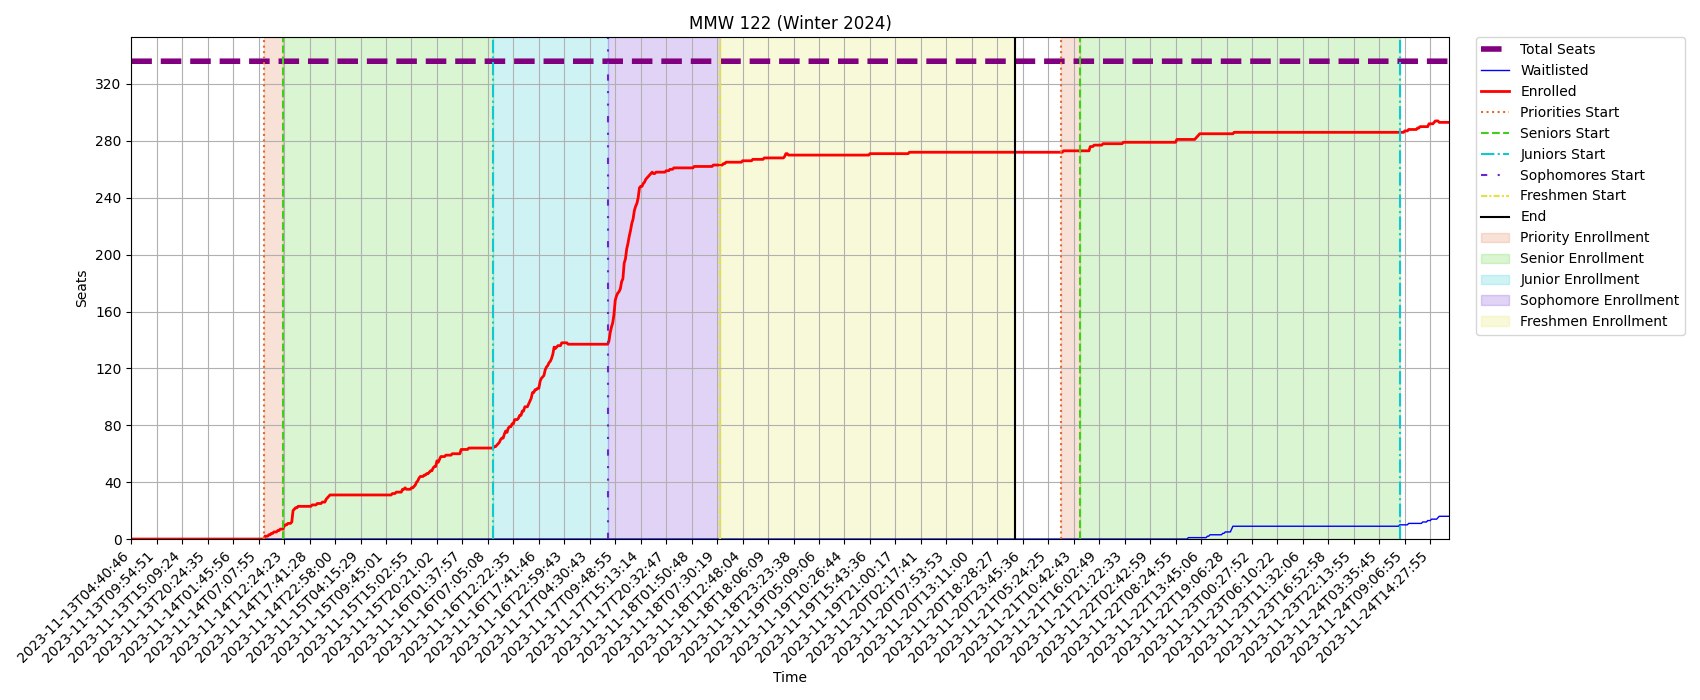 MMW 122 (Winter 2024)
Total Seats
Waitlisted
Enrolled
Priorities Start
Seniors Start
Juniors Start
Sophomores Start
Freshmen Start
End
Priority Enrollment
Senior Enrollment
Junior Enrollment
Sophomore Enrollment
Freshmen Enrollment
Seats
320
280
240
200
160
120
80
40
0
2023-11-13T04:40:46
2023-11-13T09:54:51
2023-11-13T15:09:24
2023-11-13T20:24:35
2023-11-14T01:45:56
2023-11-14T07:07:55
2023-11-14T12:24:23
2023-11-14T17:41:28
2023-11-14T22:58:00
2023-11-15T04:15:29
2023-11-15T09:45:01
2023-11-15T15:02:55
2023-11-15T20:21:02
2023-11-16T01:37:57
2023-11-16T07:05:08
2023-11-16T12:22:35
2023-11-16T17:41:46
2023-11-16T22:59:43
2023-11-17T04:30:43
2023-11-17T09:48:55
2023-11-17T15:13:14
2023-11-17T20:32:47
2023-11-18T01:50:48
2023-11-18T07:30:19
2023-11-18T12:48:04
2023-11-18T18:06:09
2023-11-18T23:23:38
2023-11-19T05:09:06
2023-11-19T10:26:44
2023-11-19T15:43:36
2023-11-19T21:00:17
2023-11-20T02:17:41
2023-11-20T07:53:53
2023-11-20T13:11:00
2023-11-20T18:28:27
2023-11-20T23:45:36
2023-11-21T05:24:25
2023-11-21T10:42:43
2023-11-21T16:02:49
2023-11-21T21:22:33
2023-11-22T02:42:59
2023-11-22T08:24:55
2023-11-22T13:45:06
2023-11-22T19:06:28
2023-11-23T00:27:52
2023-11-23T06:10:22
2023-11-23T11:32:06
2023-11-23T16:52:58
2023-11-23T22:13:55
2023-11-24T03:35:45
2023-11-24T09:06:55
2023-11-24T14:27:55
Time